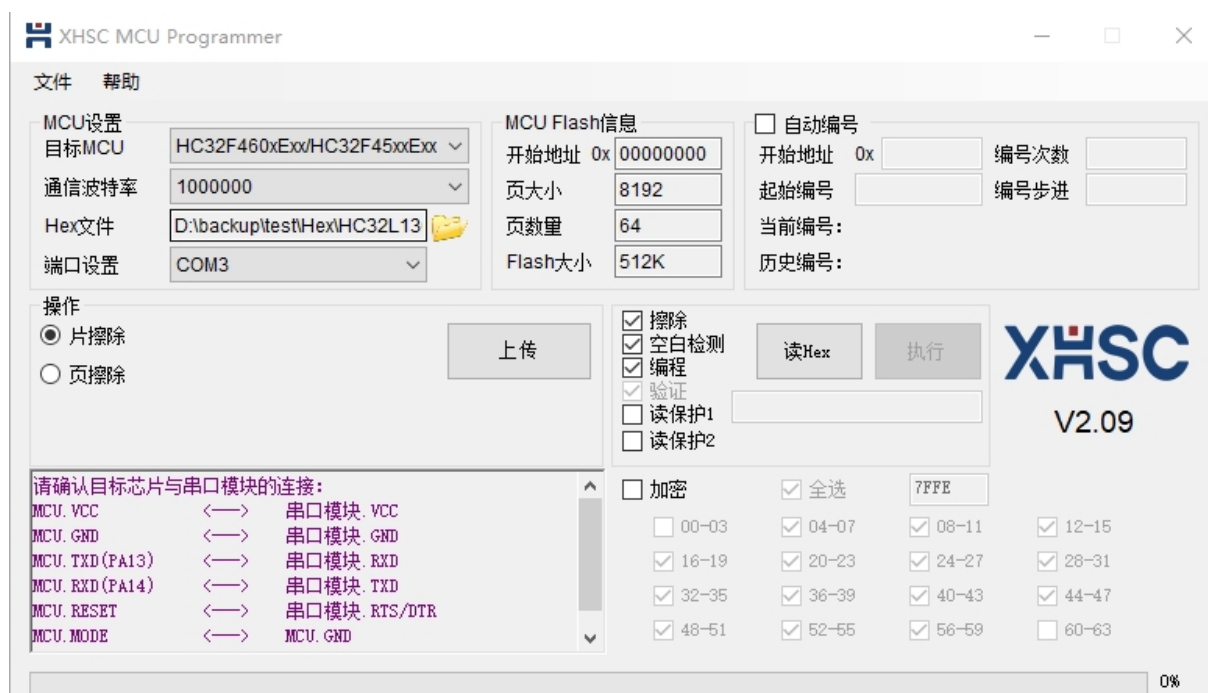 XHSC MCU Programmer
文件 帮助
MCU设置
目标MCU HC32F460xExx/HC32F45xxExx
通信波特率 1000000
Hex文件 D:\backup\test\Hex\HC32L13
端口设置 COM3
MCU Flash信息
开始地址 0x 00000000
页大小 8192
页数量 64
Flash大小 512K
自动编号
开始地址 0x 编号次数
起始编号 编号步进
当前编号:
历史编号:
操作
片擦除
页擦除
上传
擦除
空白检测
编程
验证
读保护1
读保护2
读Hex 执行
XHSC
V2.09
请确认目标芯片与串口模块的连接:
MCU.VCC <——> 串口模块.VCC
MCU.GND <——> 串口模块.GND
MCU.TXD(PA13) <——> 串口模块.RXD
MCU.RXD(PA14) <——> 串口模块.TXD
MCU.RESET <——> 串口模块.RTS/DTR
MCU.MODE <——> MCU.GND
加密 全选 7FFE
00-03 04-07 08-11 12-15
16-19 20-23 24-27 28-31
32-35 36-39 40-43 44-47
48-51 52-55 56-59 60-63
0%